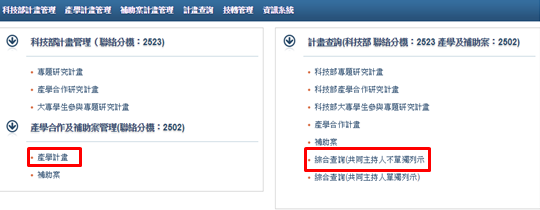 科技部計畫管理 產學計畫管理 補助案計畫管理 計畫查詢 技轉管理 資訊系統
科技部計畫管理 ( 聯絡分機：2523)
專題研究計畫
產學合作研究計畫
大專學生參與專題研究計畫
產學合作及補助案管理(聯絡分機：2502)
產學計畫
補助案
計畫查詢(科技部 聯絡分機：2523 產學及補助案：2502)
科技部專題研究計畫
科技部產學合作研究計畫
科技部大專學生參與專題研究計畫
產學合作計畫
補助案
綜合查詢(共同主持人不單獨列示
綜合查詢(共同主持人單獨列示)